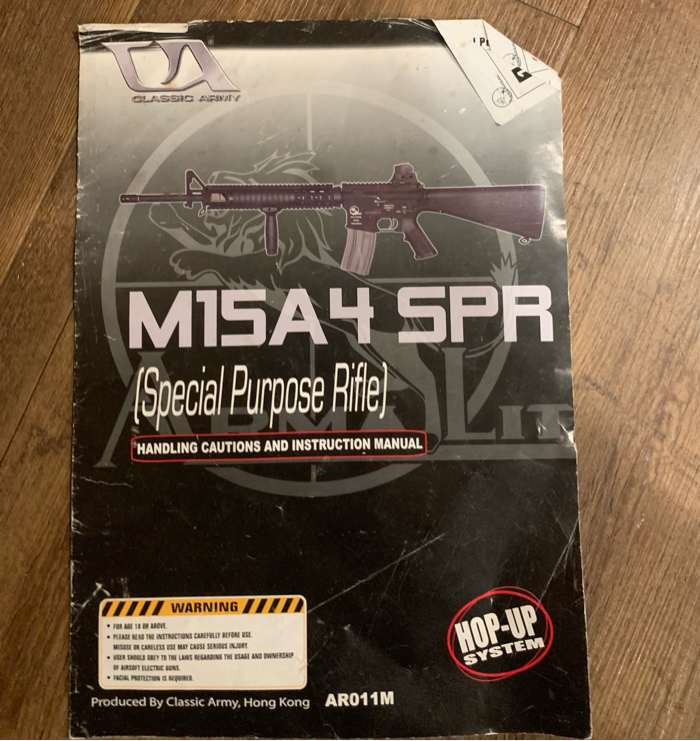 CLASSIC ARMY
M15A4 SPR
(Special Purpose Rifle)
ARMALITE
HANDLING CAUTIONS AND INSTRUCTION MANUAL
WARNING
• FOR AGE 18 OR ABOVE.
• PLEASE READ THE INSTRUCTIONS CAREFULLY BEFORE USE.
MISUSE OR CARELESS USE MAY CAUSE SERIOUS INJURY.
• USER SHOULD OBEY TO THE LAWS REGARDING THE USAGE AND OWNERSHIP
OF AIRSOFT ELECTRIC GUNS.
• FACIAL PROTECTION IS REQUIRED.
HOP-UP
SYSTEM
Produced By Classic Army, Hong Kong AR011M